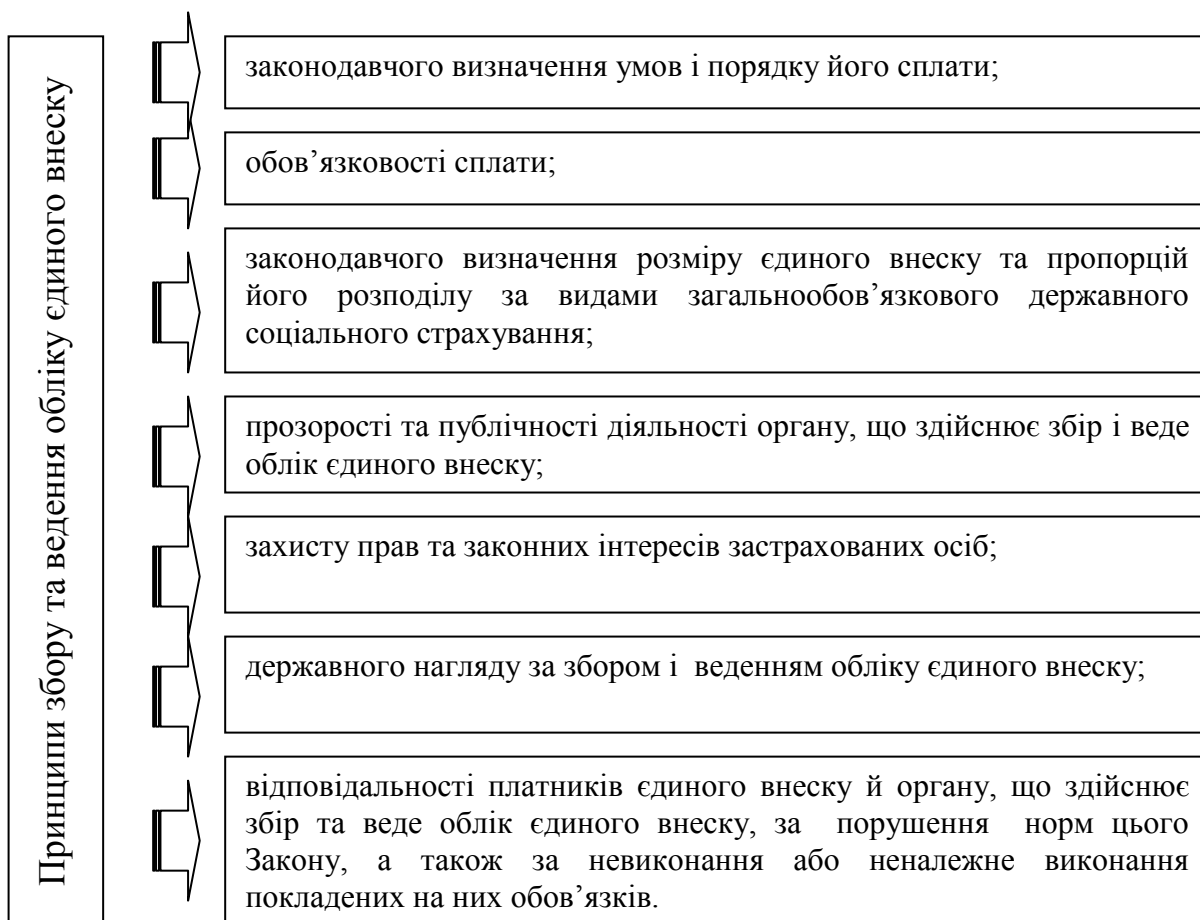 Принципи збору та ведення обліку єдиного внеску
законодавчого визначення умов і порядку його сплати;
обов’язковості сплати;
законодавчого визначення розміру єдиного внеску та пропорцій
його розподілу за видами загальнообов’язкового державного
соціального страхування;
прозорості та публічності діяльності органу, що здійснює збір і веде
облік єдиного внеску;
захисту прав та законних інтересів застрахованих осіб;
державного нагляду за збором і веденням обліку єдиного внеску;
відповідальності платників єдиного внеску й органу, що здійснює
збір та веде облік єдиного внеску, за порушення норм цього
Закону, а також за невиконання або неналежне виконання
покладених на них обов’язків.